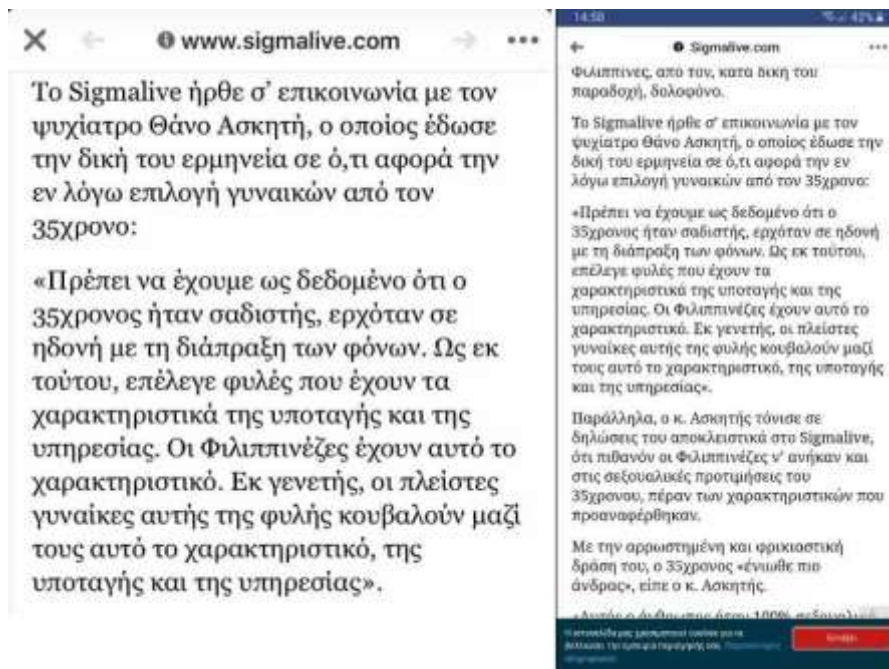 www.sigmalive.com
Το Sigmalive ήρθε σ’ επικοινωνία με τον
ψυχίατρο Θάνο Ασκητή, ο οποίος έδωσε
την δική του ερμηνεία σε ό,τι αφορά την
εν λόγω επιλογή γυναικών από τον
35χρονο:
«Πρέπει να έχουμε ως δεδομένο ότι ο
35χρονος ήταν σαδιστής, ερχόταν σε
ηδονή με τη διάπραξη των φόνων. Ως εκ
τούτου, επέλεγε φυλές που έχουν τα
χαρακτηριστικά της υποταγής και της
υπηρεσίας. Οι Φιλιππινέζες έχουν αυτό το
χαρακτηριστικό. Εκ γενετής, οι πλείστες
γυναίκες αυτής της φυλής κουβαλούν μαζί
τους αυτό το χαρακτηριστικό, της
υποταγής και της υπηρεσίας».
14:50 42%
Sigmalive.com
Φιλιππίνες, από τον, κατά δική του
παραδοχή, δολοφόνο.
Το Sigmalive ήρθε σ’ επικοινωνία με τον
ψυχίατρο Θάνο Ασκητή, ο οποίος έδωσε την
δική του ερμηνεία σε ό,τι αφορά την εν
λόγω επιλογή γυναικών από τον 35χρονο:
«Πρέπει να έχουμε ως δεδομένο ότι ο
35χρονος ήταν σαδιστής, ερχόταν σε ηδονή
με τη διάπραξη των φόνων. Ως εκ τούτου,
επέλεγε φυλές που έχουν τα
χαρακτηριστικά της υποταγής και της
υπηρεσίας. Οι Φιλιππινέζες έχουν αυτό το
χαρακτηριστικό. Εκ γενετής, οι πλείστες
γυναίκες αυτής της φυλής κουβαλούν μαζί
τους αυτό το χαρακτηριστικό, της υποταγής
και της υπηρεσίας».
Παράλληλα, ο κ. Ασκητής τόνισε σε
δηλώσεις του αποκλειστικά στο Sigmalive,
ότι πιθανόν οι Φιλιππινέζες ν’ ανήκαν και
στις σεξουαλικές προτιμήσεις του
35χρονου, πέραν των χαρακτηριστικών που
προαναφέρθηκαν.
Με την αρρωστημένη και φρικιαστική
δράση του, ο 35χρονος «ένιωθε πιο
άνδρας», είπε ο κ. Ασκητής.
«Αυτός ο άνθρωπος ήταν 100%